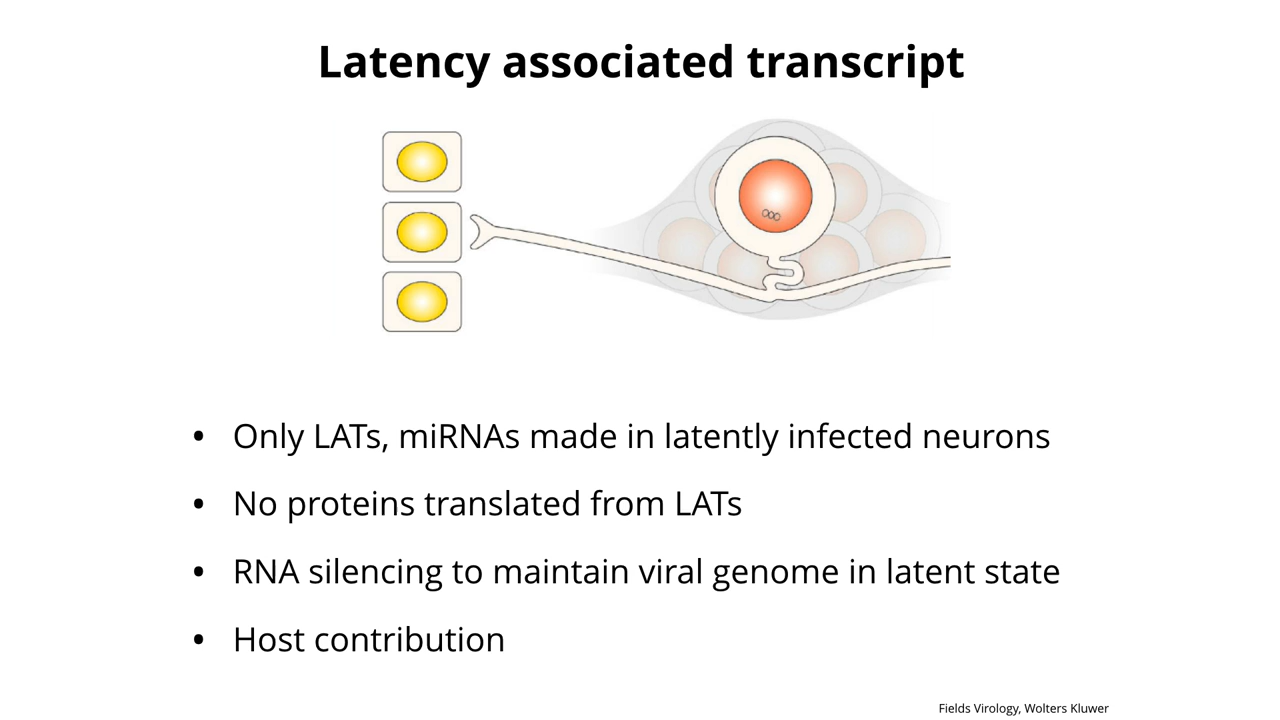 Latency associated transcript
• Only LATs, miRNAs made in latently infected neurons
• No proteins translated from LATs
• RNA silencing to maintain viral genome in latent state
• Host contribution
Fields Virology, Wolters Kluwer